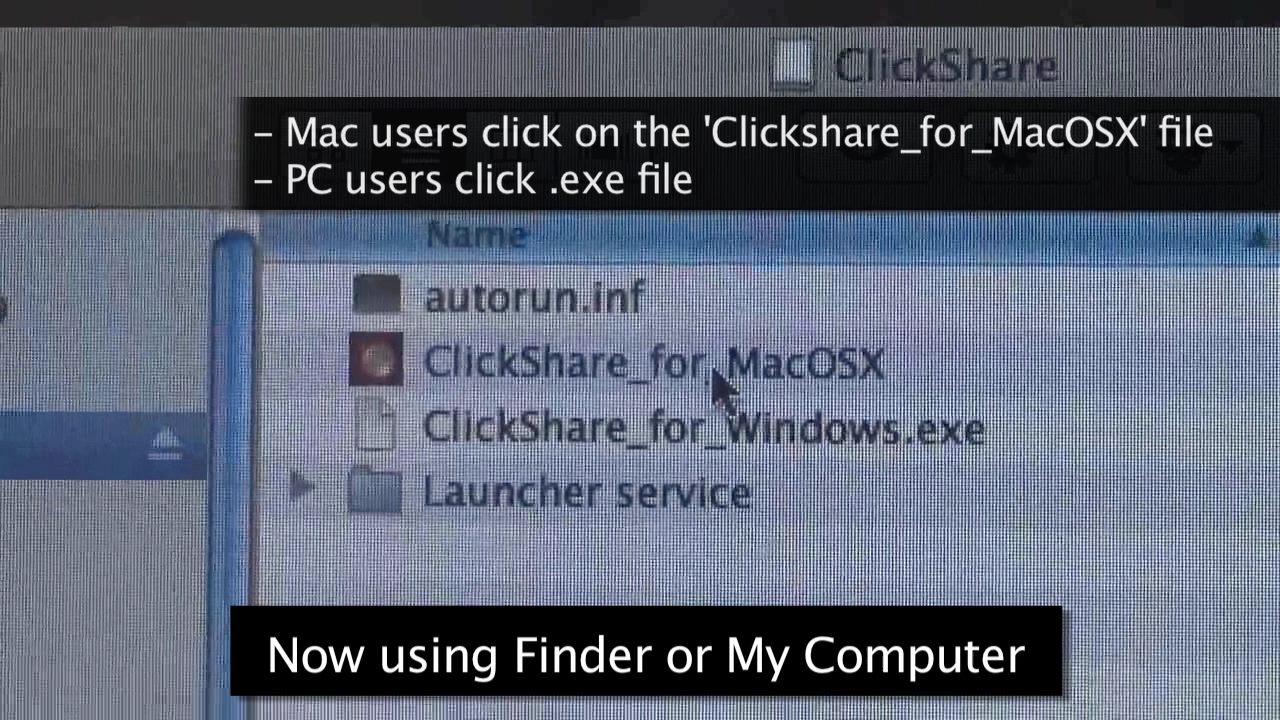 ClickShare
– Mac users click on the 'Clickshare_for_MacOSX' file
– PC users click .exe file
Name
autorun.inf
ClickShare_for_MacOSX
ClickShare_for_Windows.exe
Launcher service
Now using Finder or My Computer